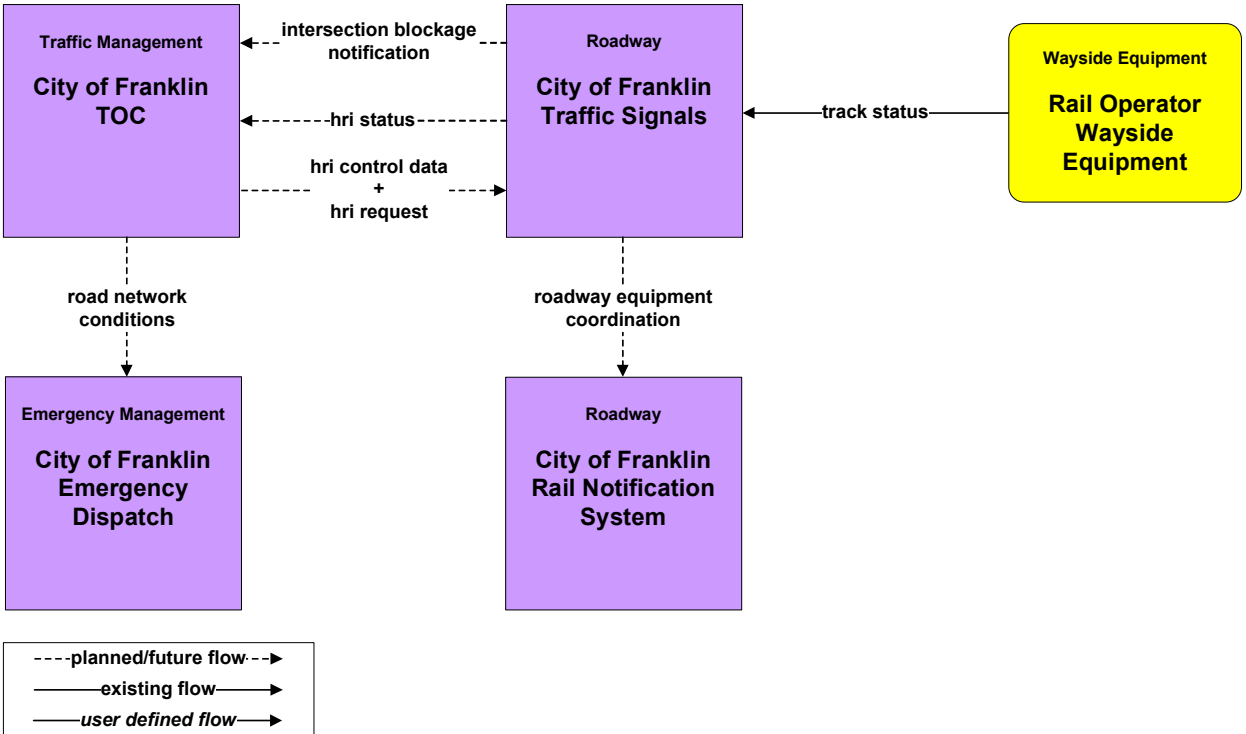 Traffic Management
City of Franklin
TOC
intersection blockage
notification
hri status
hri control data
+
hri request
Roadway
City of Franklin
Traffic Signals
track status
Wayside Equipment
Rail Operator
Wayside
Equipment
road network
conditions
roadway equipment
coordination
Emergency Management
City of Franklin
Emergency
Dispatch
Roadway
City of Franklin
Rail Notification
System
planned/future flow
existing flow
user defined flow